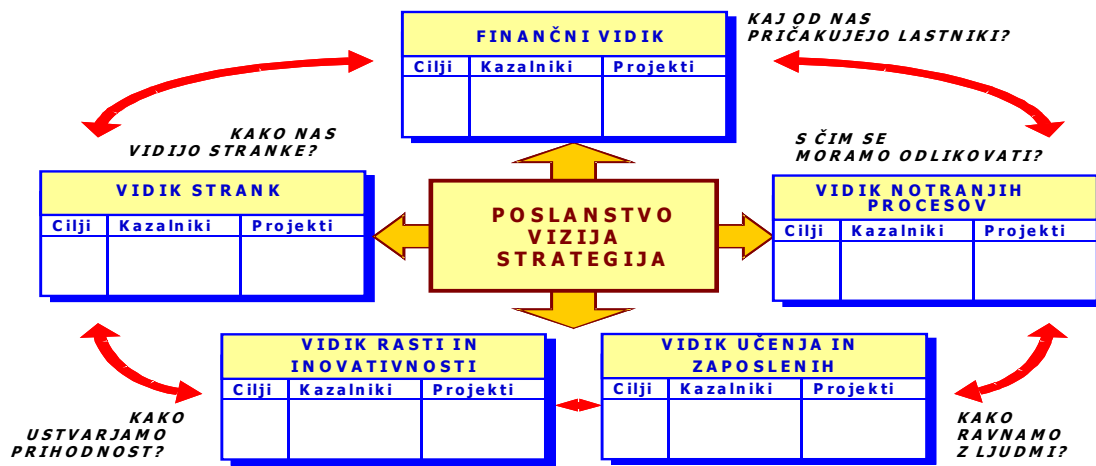 FINANČNI VIDIK
Cilji Kazalniki Projekti
KAJ OD NAS
PRIČAKUJEJO LASTNIKI?
KAKO NAS
VIDIJO STRANKE?
S ČIM SE
MORAMO ODLIKOVATI?
VIDIK STRANK
Cilji Kazalniki Projekti
POSLANSTVO
VIZIJA
STRATEGIJA
VIDIK NOTRANJIH
PROCESOV
Cilji Kazalniki Projekti
VIDIK RASTI IN
INOVATIVNOSTI
Cilji Kazalniki Projekti
VIDIK UČENJA IN
ZAPOSLENIH
Cilji Kazalniki Projekti
KAKO
USTVARJAMO
PRIHODNOST?
KAKO
RAVNAMO
Z LJUDMI?